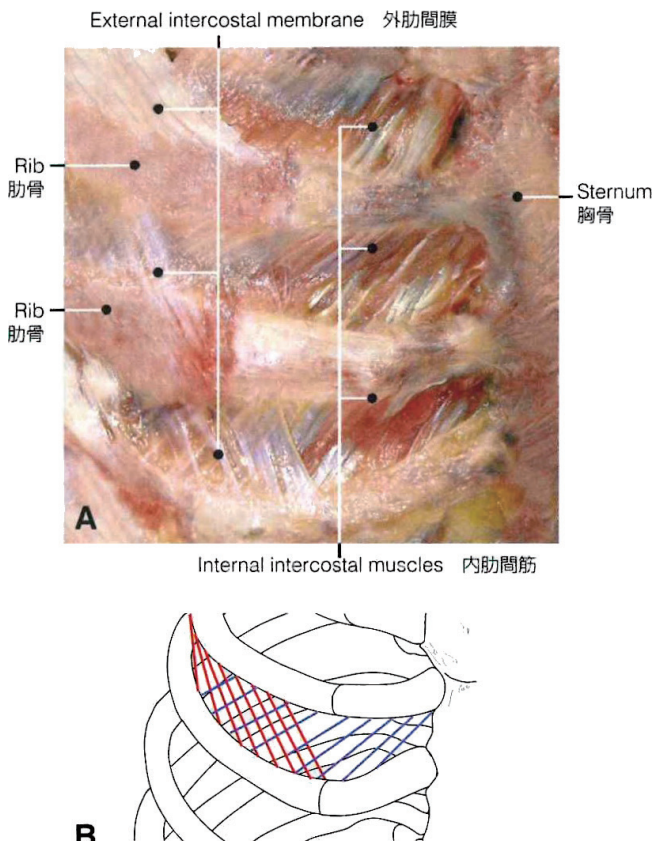 External intercostal membrane 外肋間膜
Rib
肋骨
Sternum
胸骨
Rib
肋骨
A
Internal intercostal muscles 内肋間筋
B